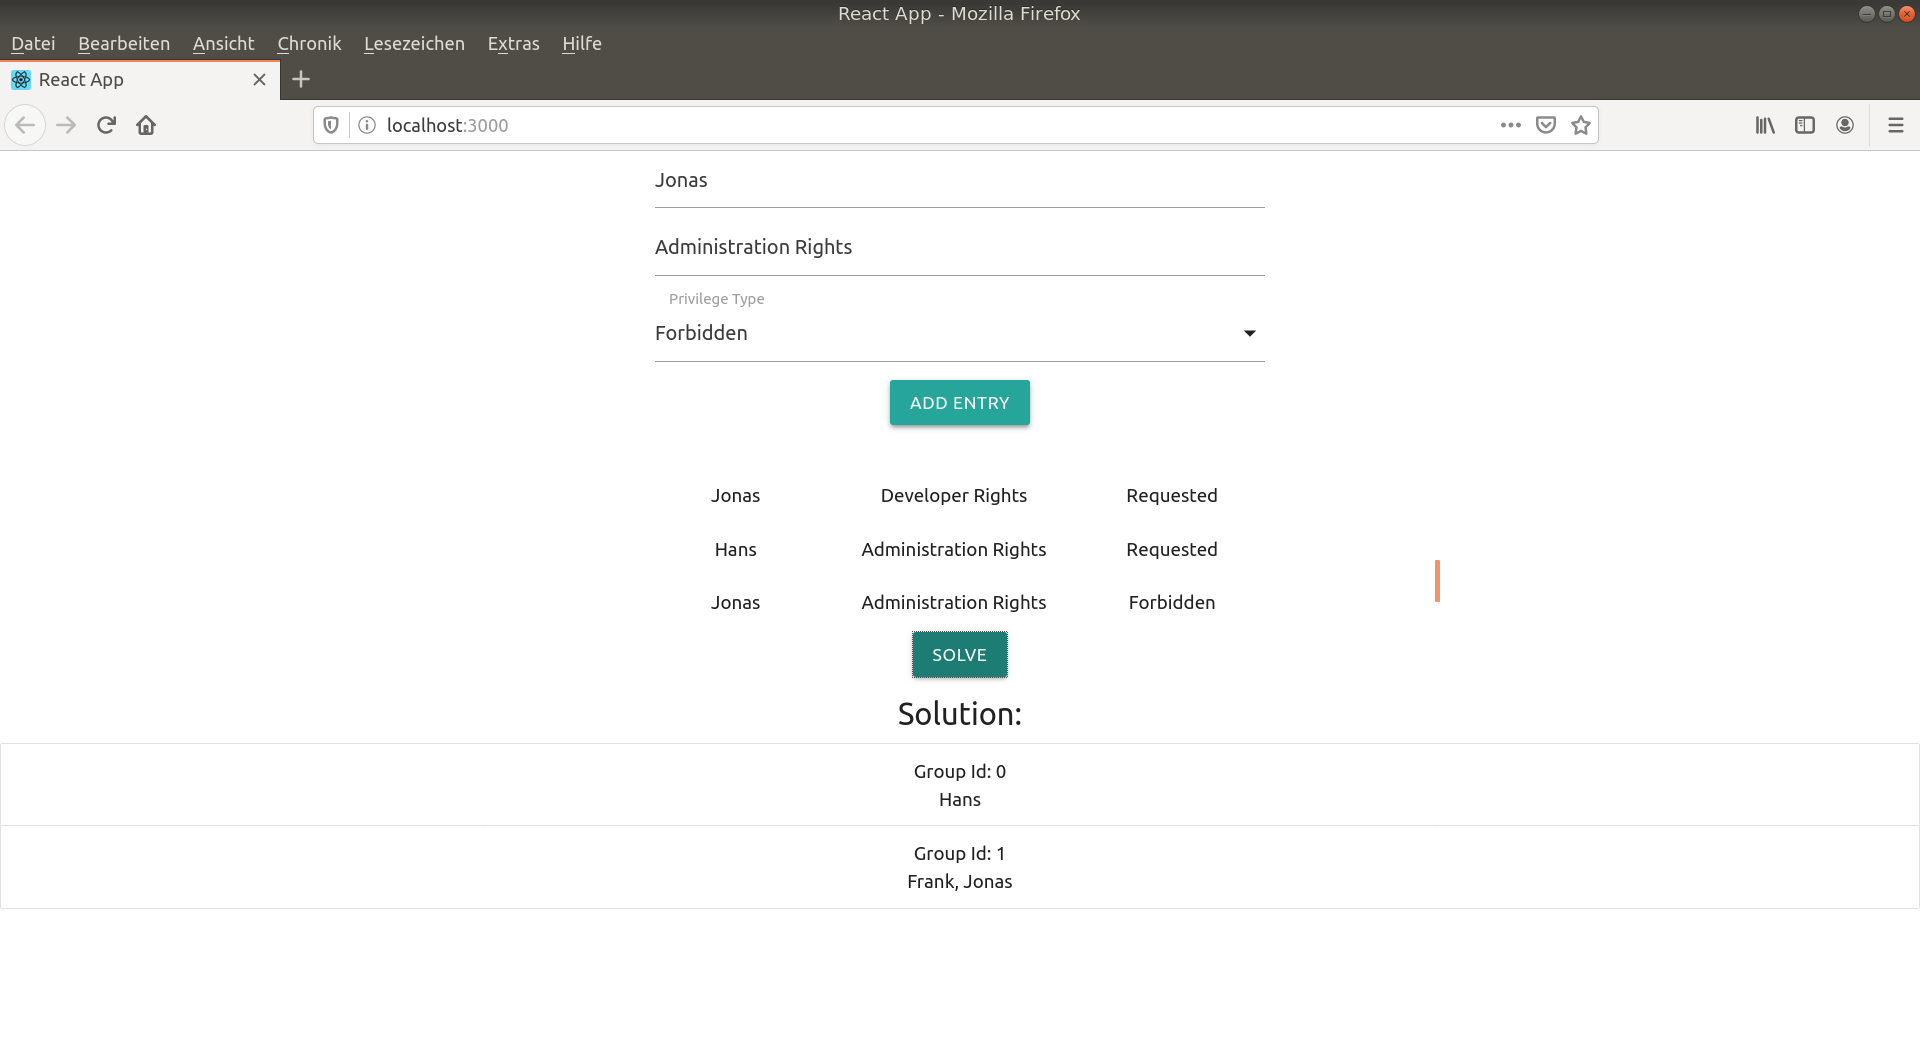 React App - Mozilla Firefox
Datei Bearbeiten Ansicht Chronik Lesezeichen Extras Hilfe
React App
localhost:3000
Jonas
Administration Rights
Privilege Type
Forbidden
ADD ENTRY
Jonas Developer Rights Requested
Hans Administration Rights Requested
Jonas Administration Rights Forbidden
SOLVE
Solution:
Group Id: 0
Hans
Group Id: 1
Frank, Jonas